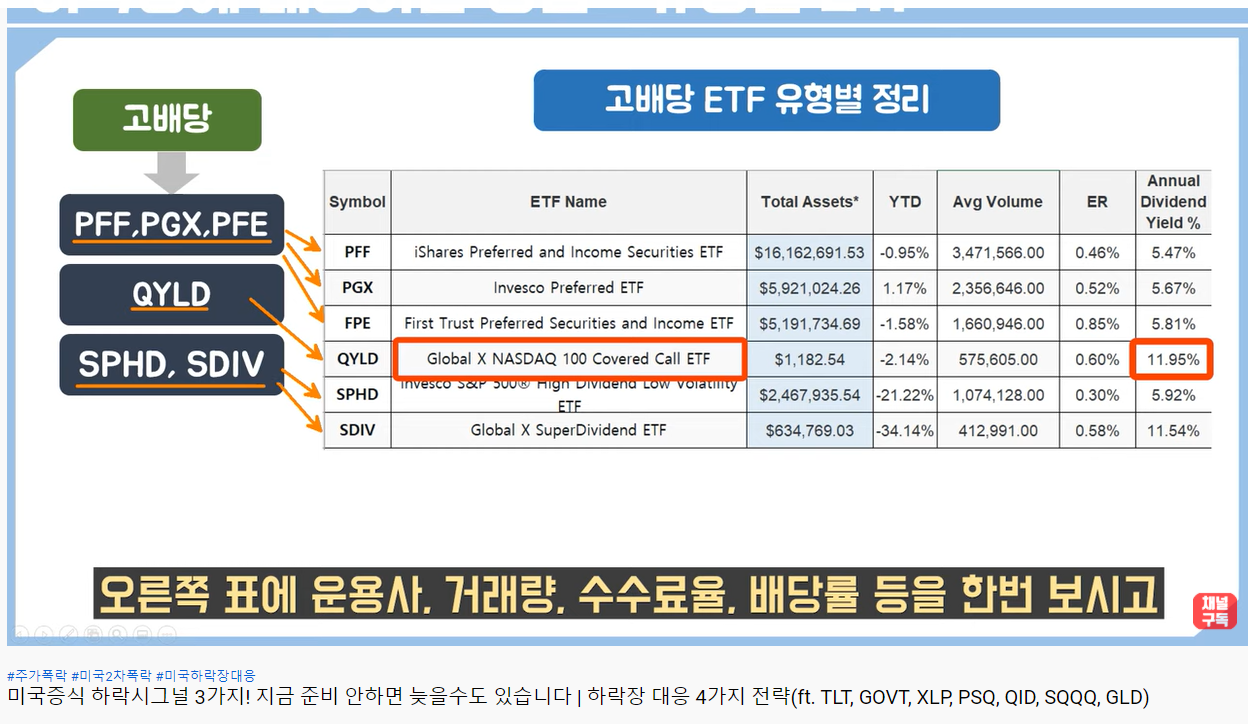 고배당 ETF 유형별 정리
고배당
PFF,PGX,PFE
QYLD
SPHD, SDIV
Symbol ETF Name Total Assets* YTD Avg Volume ER Annual Dividend Yield %
PFF iShares Preferred and Income Securities ETF $16,162,691.53 -0.95% 3,471,566.00 0.46% 5.47%
PGX Invesco Preferred ETF $5,921,024.26 1.17% 2,356,646.00 0.52% 5.67%
FPE First Trust Preferred Securities and Income ETF $5,191,734.69 -1.58% 1,660,946.00 0.85% 5.81%
QYLD Global X NASDAQ 100 Covered Call ETF $1,182.54 -2.14% 575,605.00 0.60% 11.95%
SPHD Invesco S&P 500® High Dividend Low Volatility ETF $2,467,935.54 -21.22% 1,074,128.00 0.30% 5.92%
SDIV Global X SuperDividend ETF $634,769.03 -34.14% 412,991.00 0.58% 11.54%
오른쪽 표에 운용사, 거래량, 수수료율, 배당률 등을 한번 보시고
채널
구독
#주가폭락 #미국2차폭락 #미국하락장대응
미국증식 하락시그널 3가지! 지금 준비 안하면 늦을수도 있습니다 | 하락장 대응 4가지 전략(ft. TLT, GOVT, XLP, PSQ, QID, SQQQ, GLD)